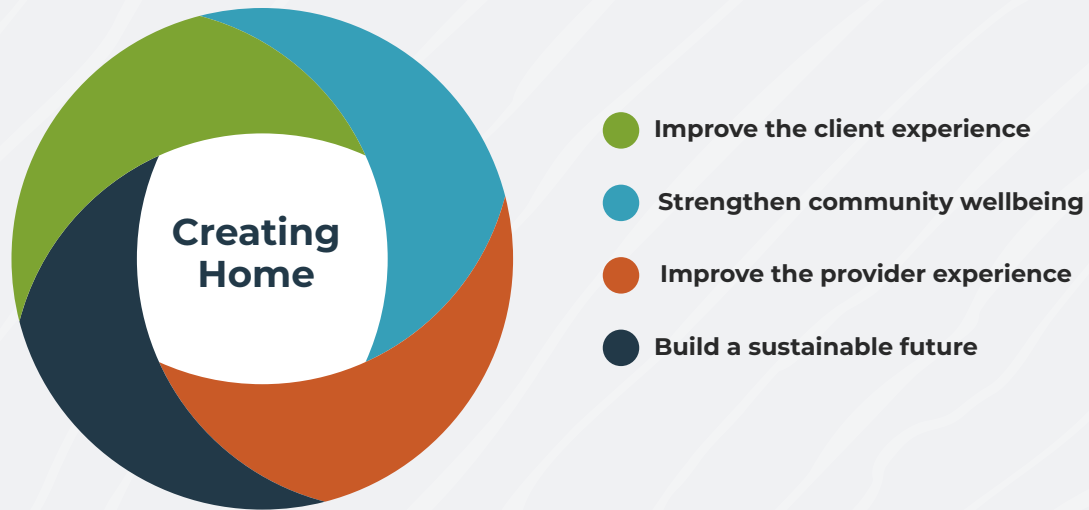 Creating
Home
Improve the client experience
Strengthen community wellbeing
Improve the provider experience
Build a sustainable future